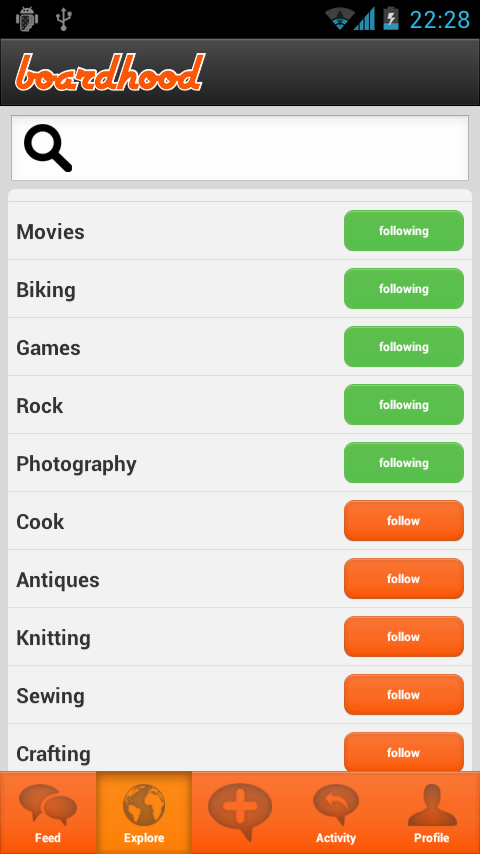 22:28
boardhood
Movies following
Biking following
Games following
Rock following
Photography following
Cook follow
Antiques follow
Knitting follow
Sewing follow
Crafting follow
Feed Explore Activity Profile